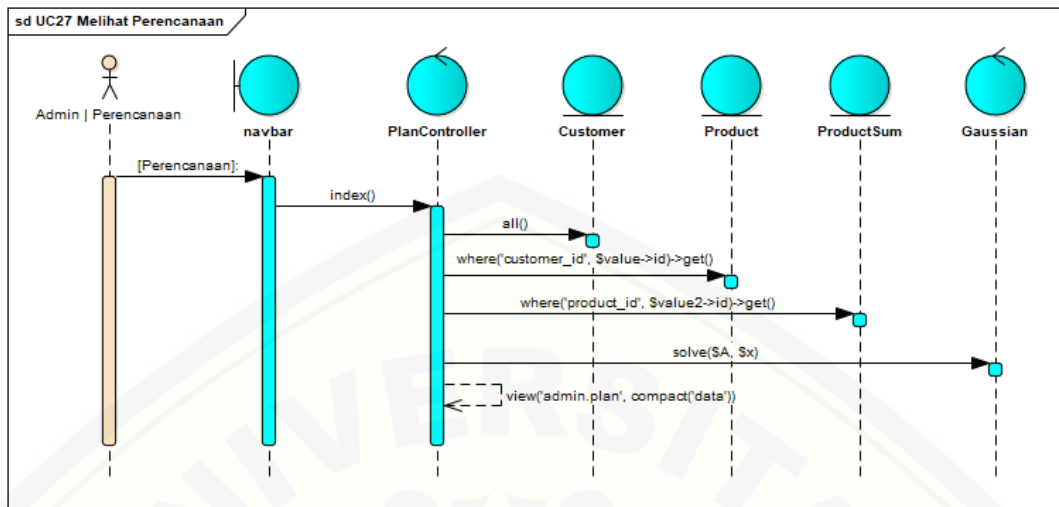 sd UC27 Melihat Perencanaan
Admin | Perencanaan
navbar
PlanController
Customer
Product
ProductSum
Gaussian
[Perencanaan]:
index()
all()
where('customer_id', $value->id)->get()
where('product_id', $value2->id)->get()
solve($A, $x)
view('admin.plan', compact('data'))